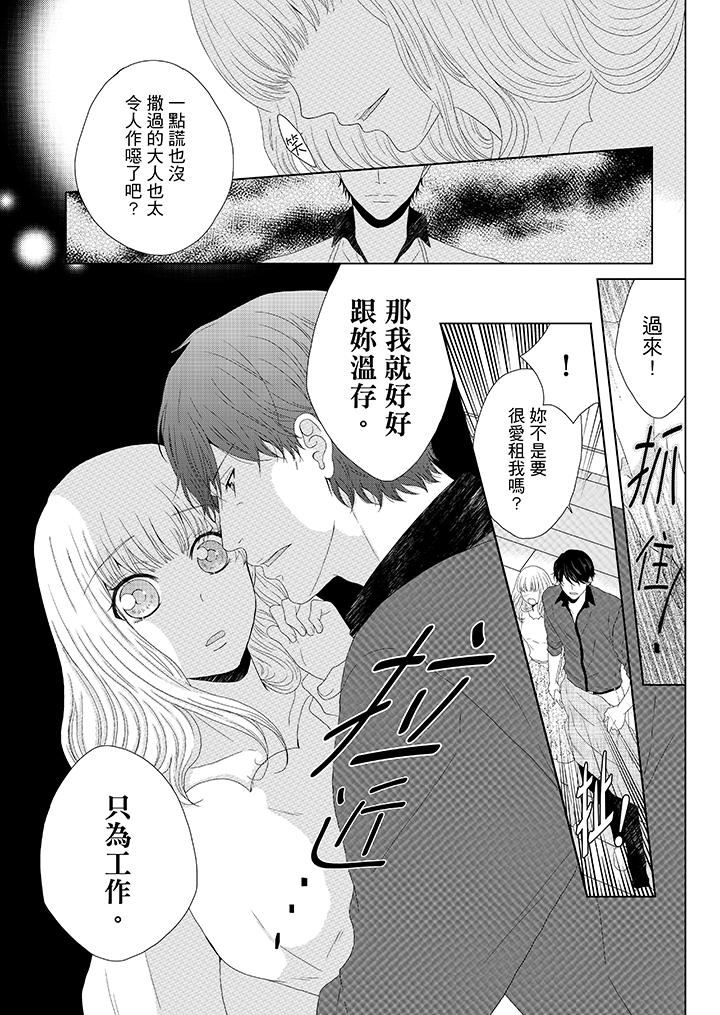 一點謊也沒
撒過的大人也太
令人作噁了吧？
笑
過來！
抓住
！
妳不是要
很愛租我嗎？
扯！
那我就好好
跟妳溫存。
拉近
只為工作。